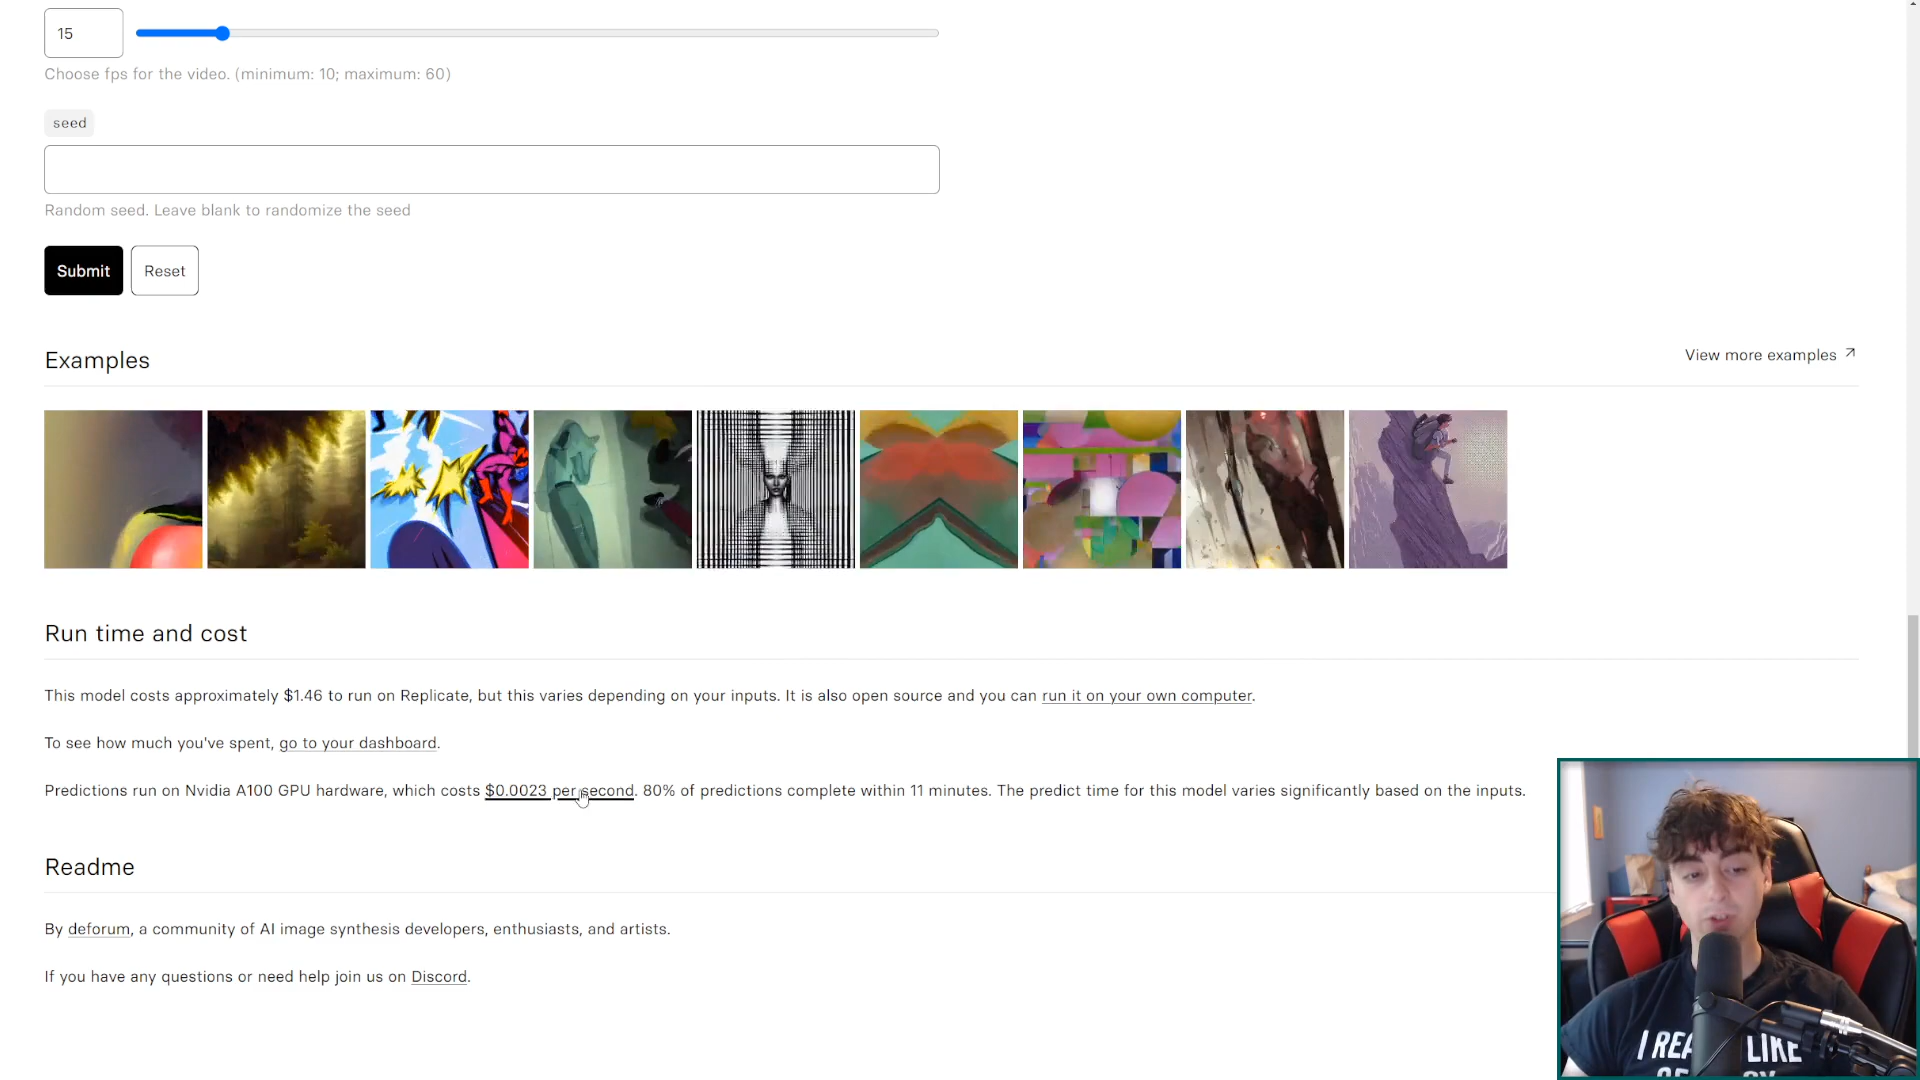 15
Choose fps for the video. (minimum: 10; maximum: 60)
seed
Random seed. Leave blank to randomize the seed
Submit
Reset
Examples
View more examples ↗
Run time and cost
This model costs approximately $1.46 to run on Replicate, but this varies depending on your inputs. It is also open source and you can run it on your own computer.
To see how much you've spent, go to your dashboard.
Predictions run on Nvidia A100 GPU hardware, which costs $0.0023 per second. 80% of predictions complete within 11 minutes. The predict time for this model varies significantly based on the inputs.
Readme
By deforum, a community of AI image synthesis developers, enthusiasts, and artists.
If you have any questions or need help join us on Discord.
I
LIKE